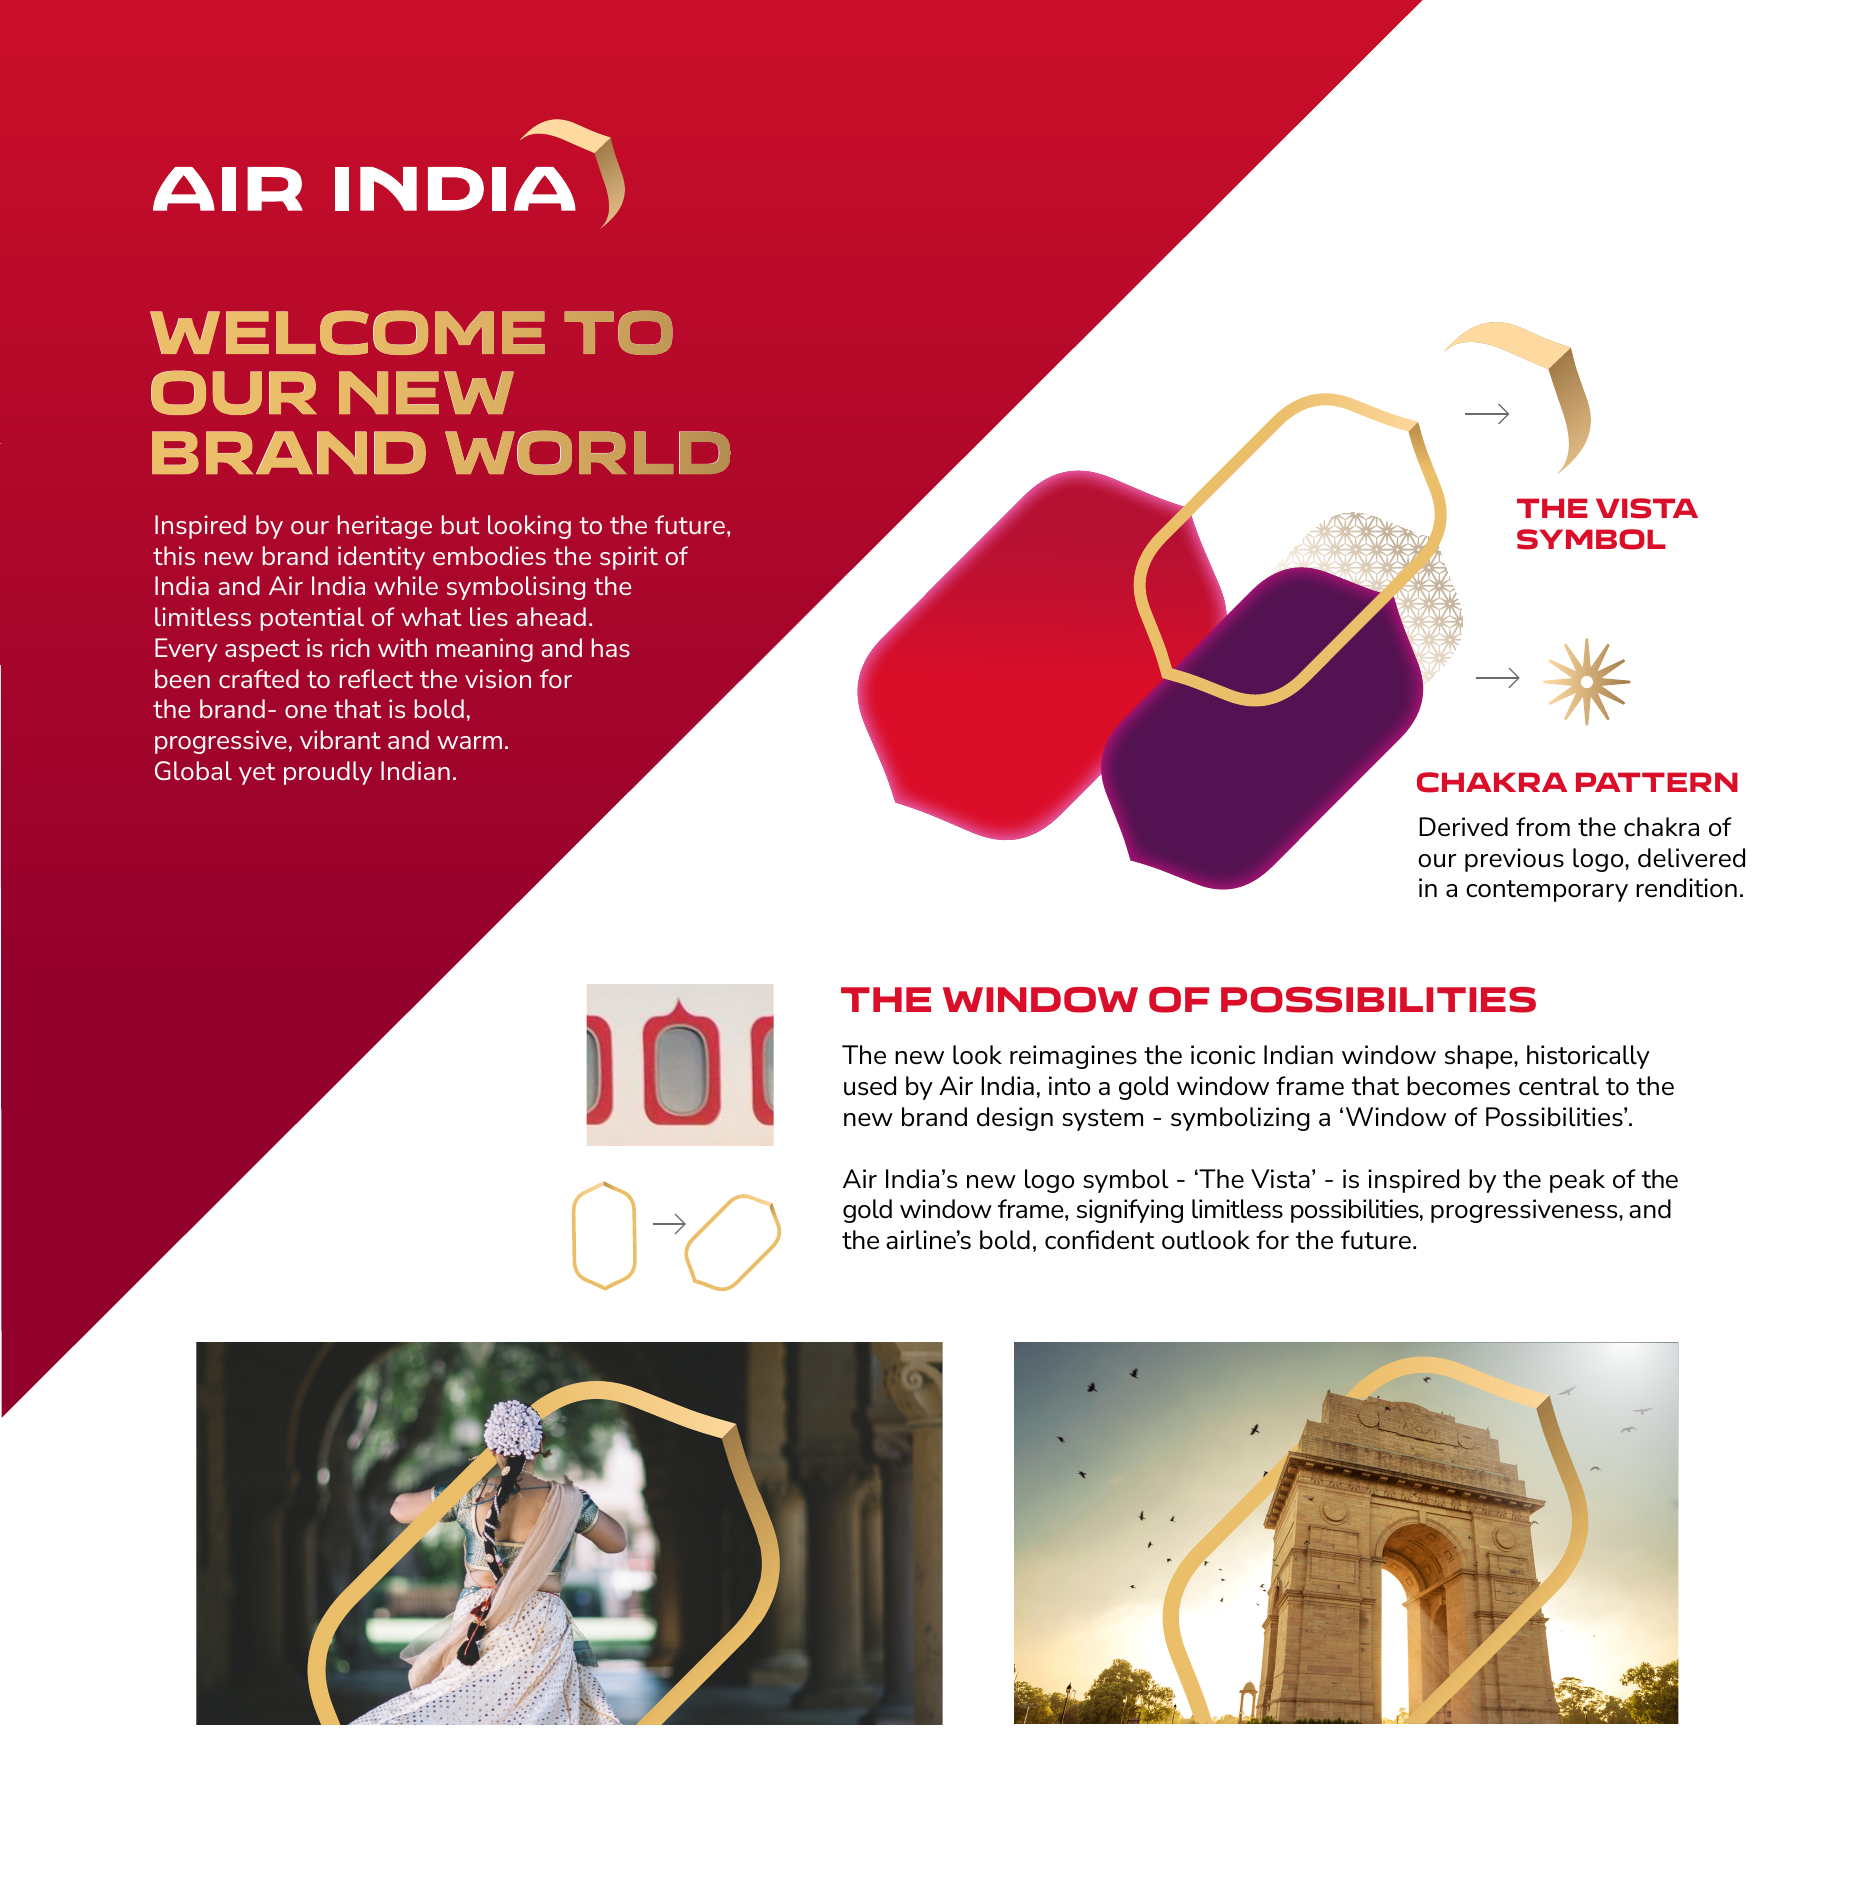 AIR INDIA
WELCOME TO
OUR NEW
BRAND WORLD
Inspired by our heritage but looking to the future,
this new brand identity embodies the spirit of
India and Air India while symbolising the
limitless potential of what lies ahead.
Every aspect is rich with meaning and has
been crafted to reflect the vision for
the brand- one that is bold,
progressive, vibrant and warm.
Global yet proudly Indian.
THE VISTA
SYMBOL
CHAKRA PATTERN
Derived from the chakra of
our previous logo, delivered
in a contemporary rendition.
THE WINDOW OF POSSIBILITIES
The new look reimagines the iconic Indian window shape, historically
used by Air India, into a gold window frame that becomes central to the
new brand design system - symbolizing a ‘Window of Possibilities’.
Air India’s new logo symbol - ‘The Vista’ - is inspired by the peak of the
gold window frame, signifying limitless possibilities, progressiveness, and
the airline’s bold, confident outlook for the future.